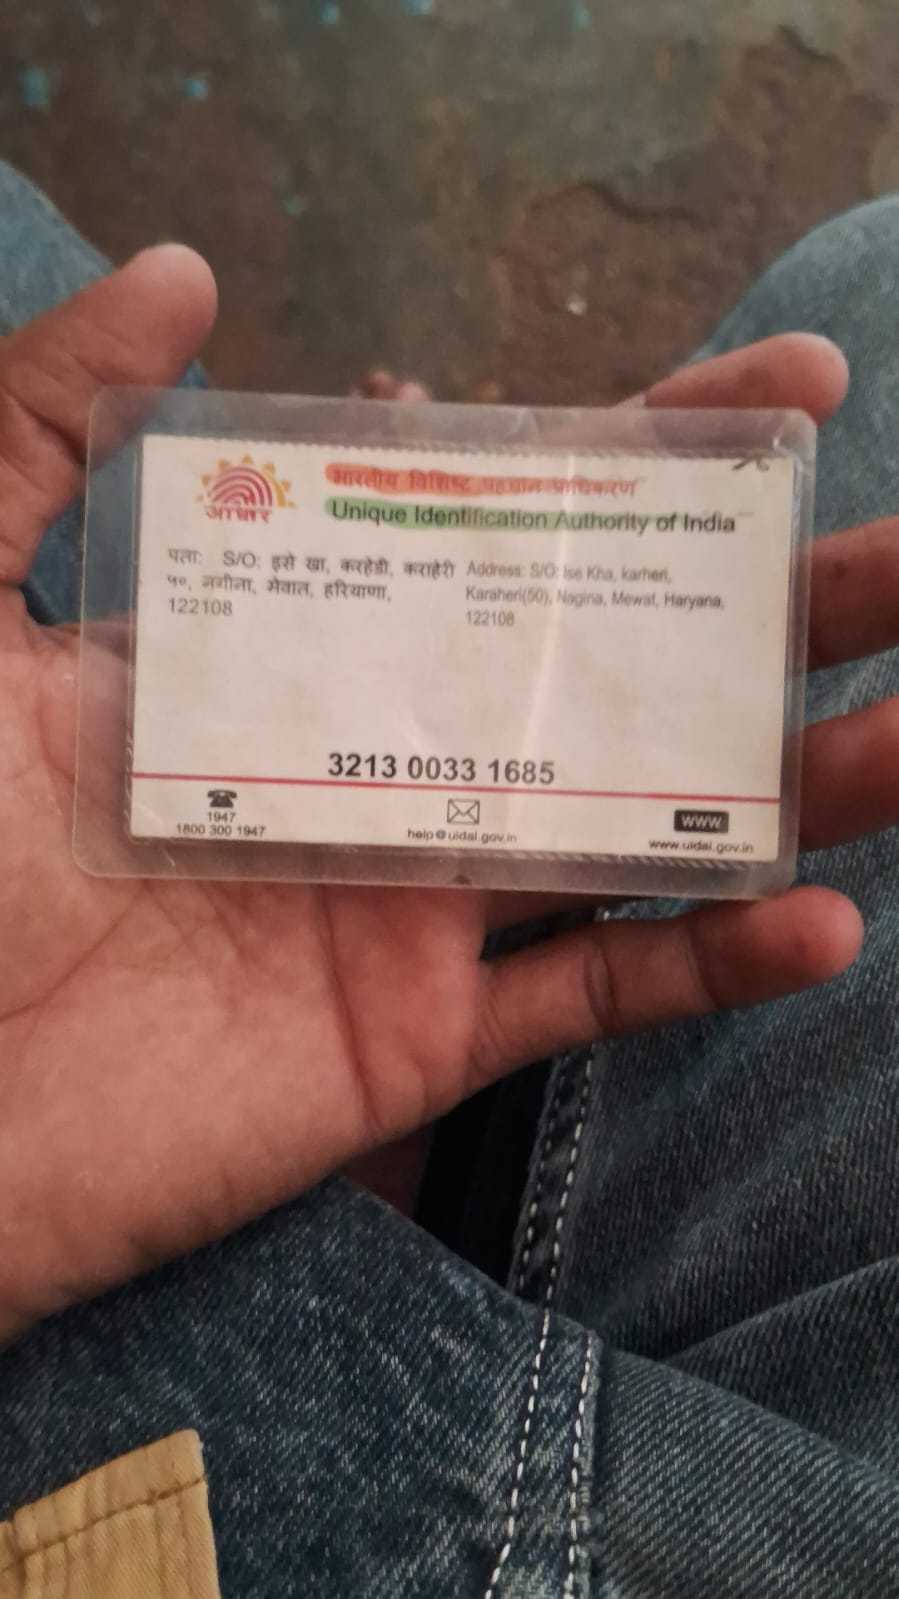 आधार
भारतीय विशिष्ट पहचान प्राधिकरण
Unique Identification Authority of India
पता: S/O: इसे खा, करहेडी, कराहेरी
५०, नगीना, मेवात, हरियाणा,
122108
Address: S/O: Ise Kha, karheri,
Karaheri(50), Nagina, Mewat, Haryana,
122108
3213 0033 1685
1947
1800 300 1947
help@uidai.gov.in
WWW
www.uidai.gov.in